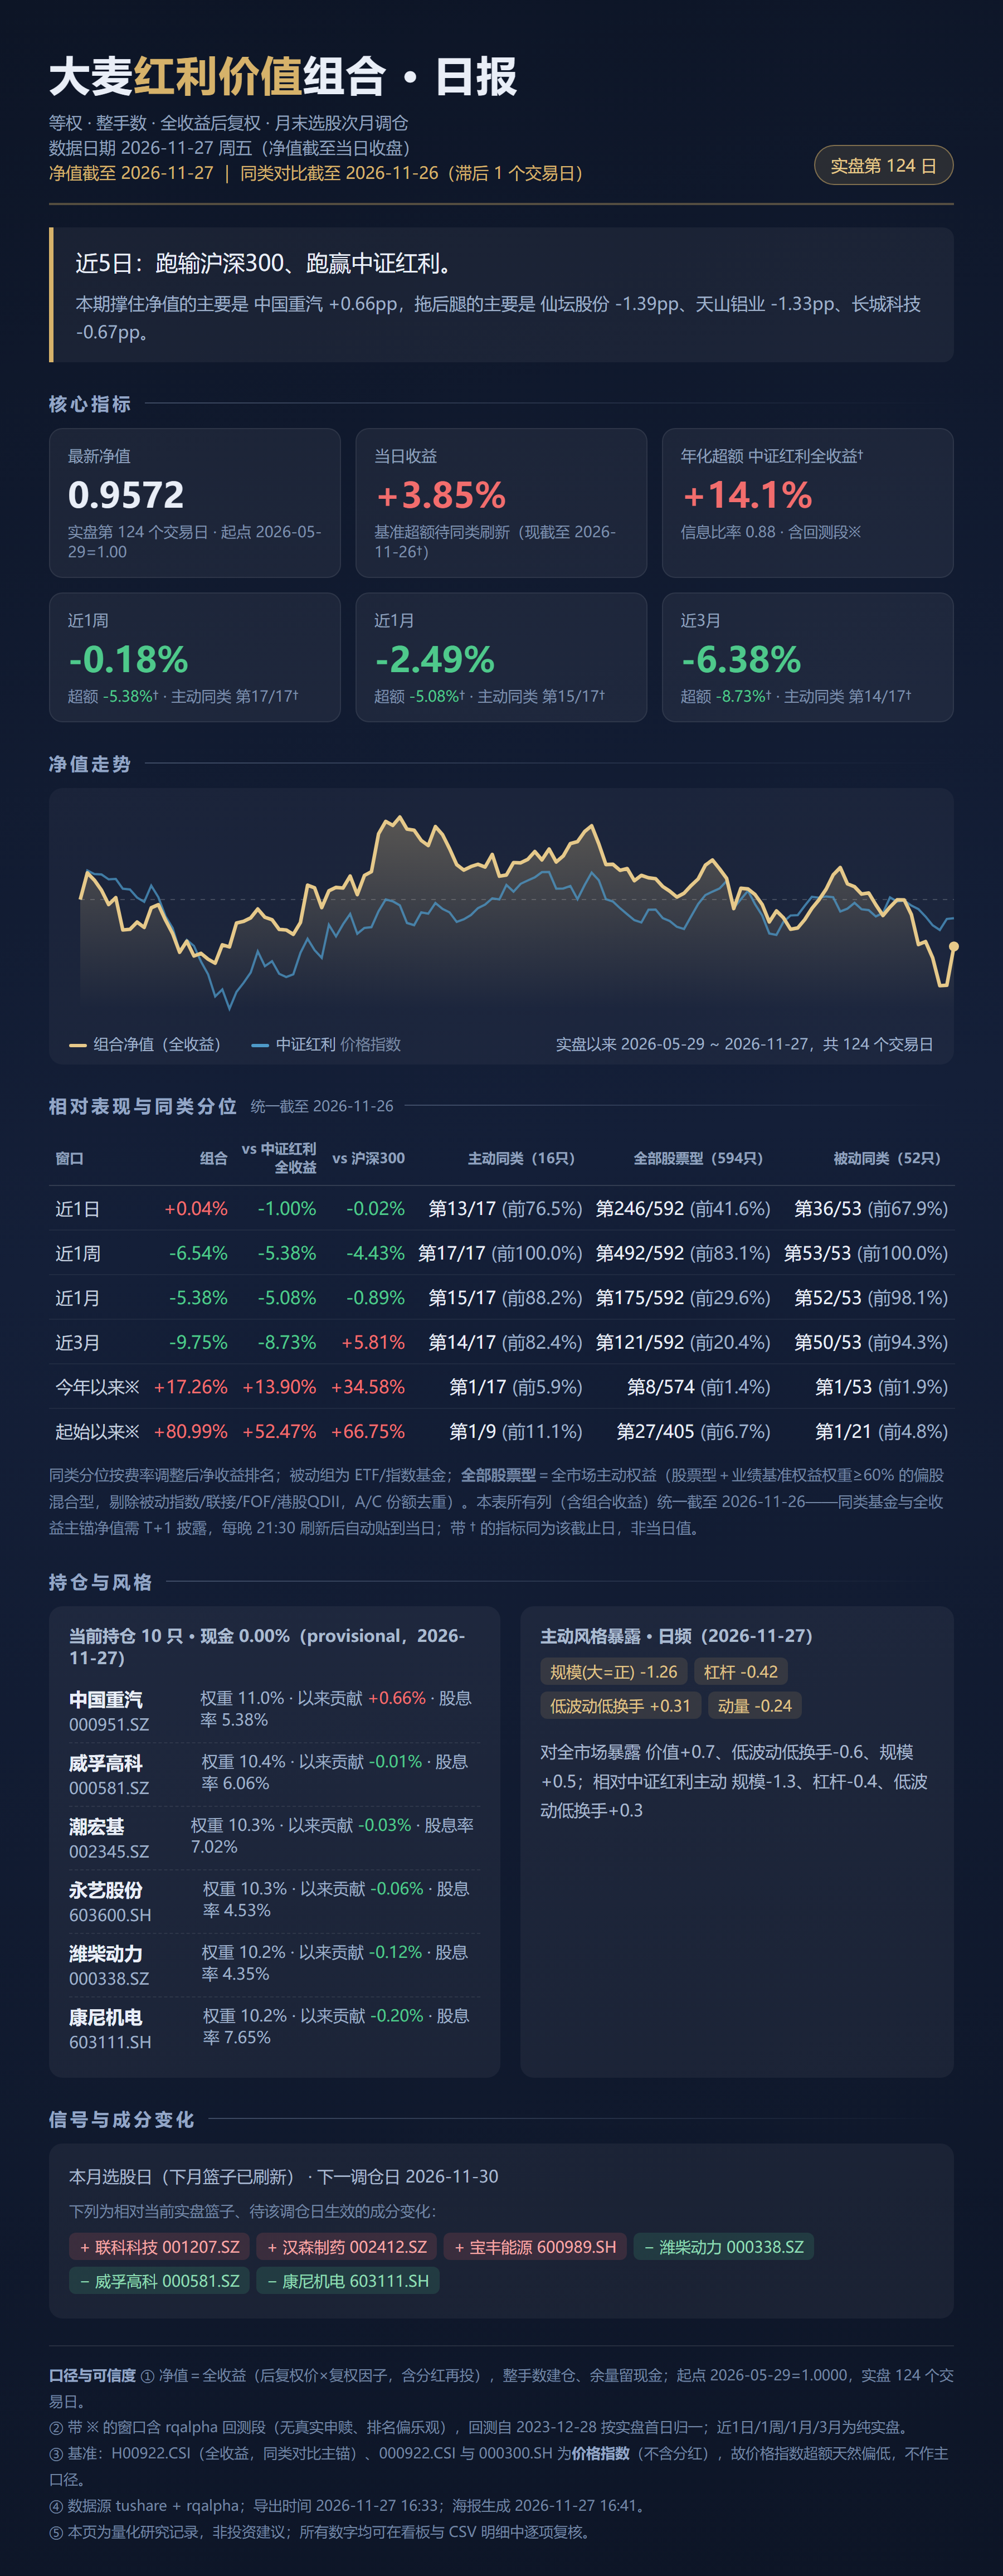 大麦红利价值组合 · 日报
等权 · 整手数 · 全收益后复权 · 月末选股次月调仓
数据日期 2026-11-27 周五（净值截至当日收盘）
净值截至 2026-11-27 ｜ 同类对比截至 2026-11-26（滞后 1 个交易日）
实盘第 124 日
近5日：跑输沪深300、跑赢中证红利。
本期撑住净值的主要是 中国重汽 +0.66pp，拖后腿的主要是 仙坛股份 -1.39pp、天山铝业 -1.33pp、长城科技
-0.67pp。
核心指标
最新净值
0.9572
实盘第 124 个交易日 · 起点 2026-05-
29=1.00
当日收益
+3.85%
基准超额待同类刷新（现截至 2026-
11-26†）
年化超额 中证红利全收益†
+14.1%
信息比率 0.88 · 含回测段※
近1周
-0.18%
超额 -5.38%† · 主动同类 第17/17†
近1月
-2.49%
超额 -5.08%† · 主动同类 第15/17†
近3月
-6.38%
超额 -8.73%† · 主动同类 第14/17†
净值走势
组合净值（全收益） 中证红利 价格指数 实盘以来 2026-05-29 ~ 2026-11-27，共 124 个交易日
相对表现与同类分位 统一截至 2026-11-26
窗口 组合 vs 中证红利 全收益 vs 沪深300 主动同类（16只） 全部股票型（594只） 被动同类（52只）
近1日 +0.04% -1.00% -0.02% 第13/17 (前76.5%) 第246/592 (前41.6%) 第36/53 (前67.9%)
近1周 -6.54% -5.38% -4.43% 第17/17 (前100.0%) 第492/592 (前83.1%) 第53/53 (前100.0%)
近1月 -5.38% -5.08% -0.89% 第15/17 (前88.2%) 第175/592 (前29.6%) 第52/53 (前98.1%)
近3月 -9.75% -8.73% +5.81% 第14/17 (前82.4%) 第121/592 (前20.4%) 第50/53 (前94.3%)
今年以来※ +17.26% +13.90% +34.58% 第1/17 (前5.9%) 第8/574 (前1.4%) 第1/53 (前1.9%)
起始以来※ +80.99% +52.47% +66.75% 第1/9 (前11.1%) 第27/405 (前6.7%) 第1/21 (前4.8%)
同类分位按费率调整后净收益排名；被动组为 ETF/指数基金；全部股票型＝全市场主动权益（股票型＋业绩基准权益权重≥60% 的偏股
混合型，剔除被动指数/联接/FOF/港股QDII，A/C 份额去重）。本表所有列（含组合收益）统一截至 2026-11-26——同类基金与全收
益主锚净值需 T+1 披露，每晚 21:30 刷新后自动贴到当日；带 † 的指标同为该截止日，非当日值。
持仓与风格
当前持仓 10 只 · 现金 0.00%（provisional，2026-
11-27）
中国重汽
000951.SZ
权重 11.0% · 以来贡献 +0.66% · 股息
率 5.38%
威孚高科
000581.SZ
权重 10.4% · 以来贡献 -0.01% · 股息
率 6.06%
潮宏基
002345.SZ
权重 10.3% · 以来贡献 -0.03% · 股息率
7.02%
永艺股份
603600.SH
权重 10.3% · 以来贡献 -0.06% · 股息
率 4.53%
潍柴动力
000338.SZ
权重 10.2% · 以来贡献 -0.12% · 股息
率 4.35%
康尼机电
603111.SH
权重 10.2% · 以来贡献 -0.20% · 股息
率 7.65%
主动风格暴露 · 日频（2026-11-27）
规模(大=正) -1.26 杠杆 -0.42
低波动低换手 +0.31 动量 -0.24
对全市场暴露 价值+0.7、低波动低换手-0.6、规模
+0.5；相对中证红利主动 规模-1.3、杠杆-0.4、低波
动低换手+0.3
信号与成分变化
本月选股日（下月篮子已刷新） · 下一调仓日 2026-11-30
下列为相对当前实盘篮子、待该调仓日生效的成分变化：
+ 联科科技 001207.SZ + 汉森制药 002412.SZ + 宝丰能源 600989.SH − 潍柴动力 000338.SZ
− 威孚高科 000581.SZ − 康尼机电 603111.SH
口径与可信度 ① 净值＝全收益（后复权价×复权因子，含分红再投），整手数建仓、余量留现金；起点 2026-05-29=1.0000，实盘 124 个交
易日。
② 带 ※ 的窗口含 rqalpha 回测段（无真实申赎、排名偏乐观），回测自 2023-12-28 按实盘首日归一；近1日/1周/1月/3月为纯实盘。
③ 基准：H00922.CSI（全收益，同类对比主锚）、000922.CSI 与 000300.SH 为价格指数（不含分红），故价格指数超额天然偏低，不作主
口径。
④ 数据源 tushare + rqalpha；导出时间 2026-11-27 16:33；海报生成 2026-11-27 16:41。
⑤ 本页为量化研究记录，非投资建议；所有数字均可在看板与 CSV 明细中逐项复核。